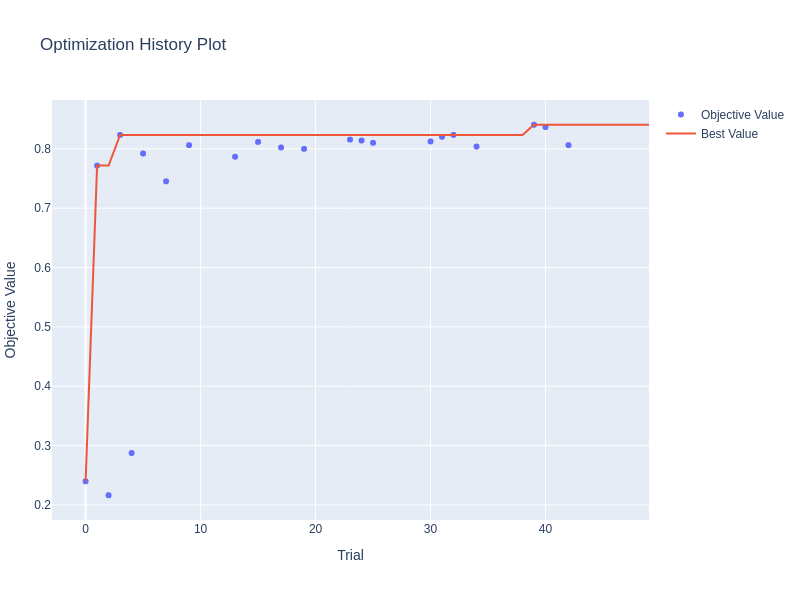 Optimization History Plot
Objective Value
Best Value
0.8
0.7
0.6
0.5
0.4
0.3
0.2
Objective Value
0
10
20
30
40
Trial